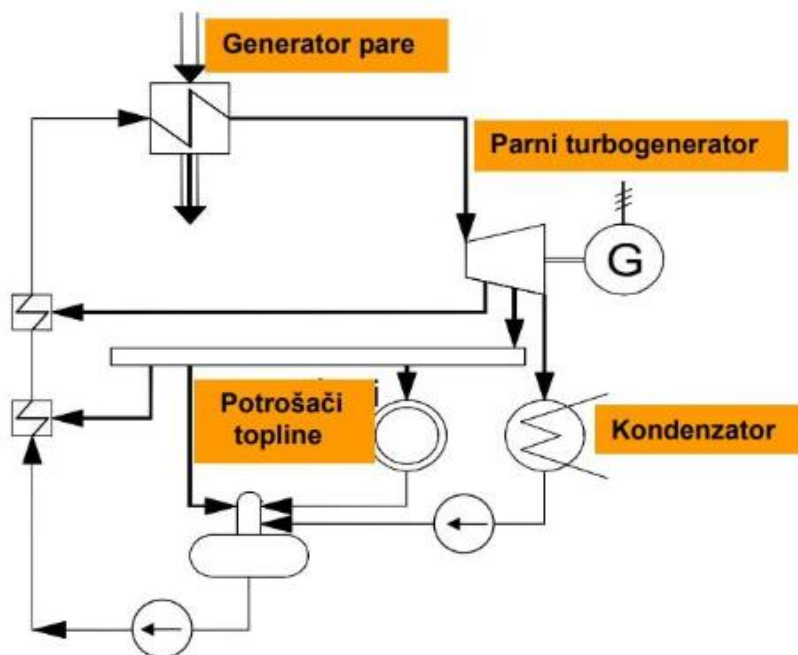 Generator pare
Parni turbogenerator
G
Potrošači
topline
Kondenzator